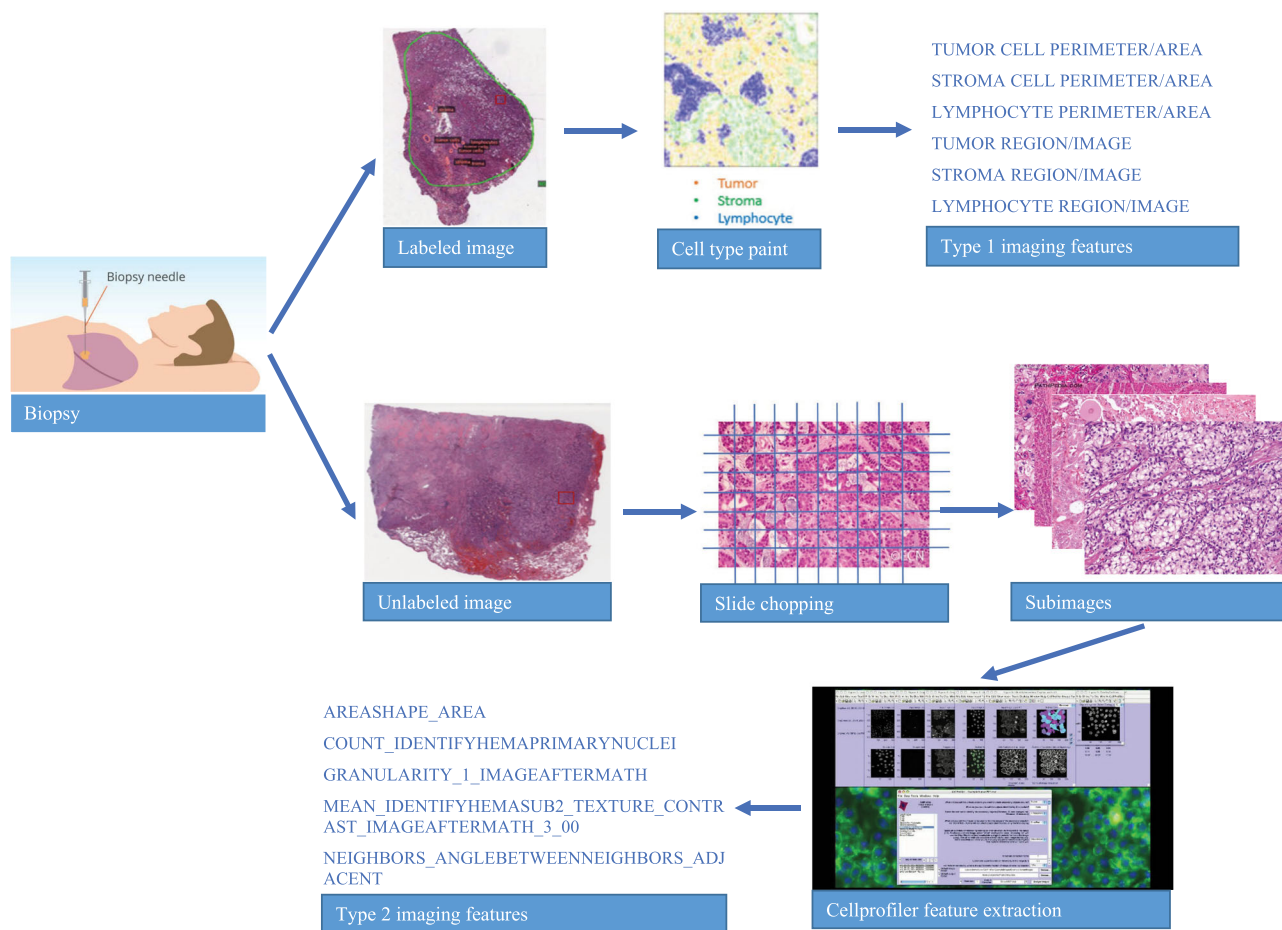 TUMOR CELL PERIMETER/AREA
STROMA CELL PERIMETER/AREA
LYMPHOCYTE PERIMETER/AREA
TUMOR REGION/IMAGE
STROMA REGION/IMAGE
LYMPHOCYTE REGION/IMAGE
• Tumor
• Stroma
• Lymphocyte
Labeled image
Cell type paint
Type 1 imaging features
Biopsy needle
Biopsy
Unlabeled image
Slide chopping
Subimages
AREASHAPE_AREA
COUNT_IDENTIFYHEMAPRIMARYNUCLEI
GRANULARITY_1_IMAGEAFTERMATH
MEAN_IDENTIFYHEMASUB2_TEXTURE_CONTR
AST_IMAGEAFTERMATH_3_00
NEIGHBORS_ANGLEBETWEENNEIGHBORS_ADJ
ACENT
Type 2 imaging features
Cellprofiler feature extraction